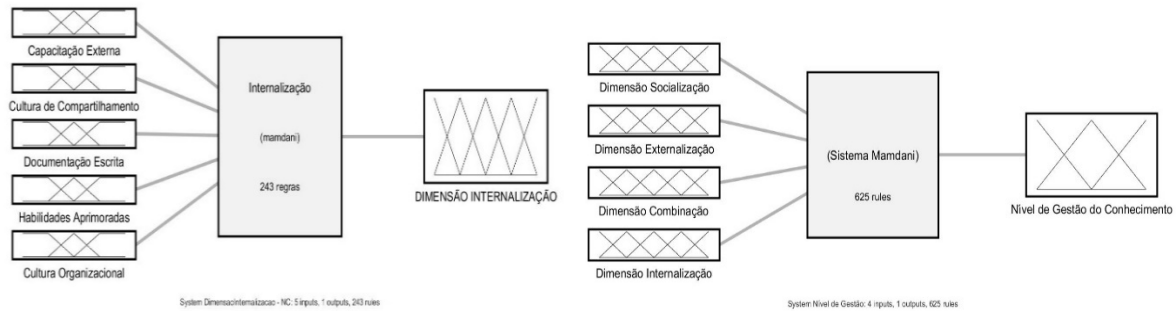 Capacitação Externa
Cultura de Compartilhamento
Documentação Escrita
Habilidades Aprimoradas
Cultura Organizacional
Internalização
(mamdani)
243 regras
DIMENSÃO INTERNALIZAÇÃO
System DimensaoInternalizacao - NC: 5 inputs, 1 outputs, 243 rules
Dimensão Socialização
Dimensão Externalização
Dimensão Combinação
Dimensão Internalização
(Sistema Mamdani)
625 rules
Nível de Gestão do Conhecimento
System Nível de Gestão: 4 inputs, 1 outputs, 625 rules